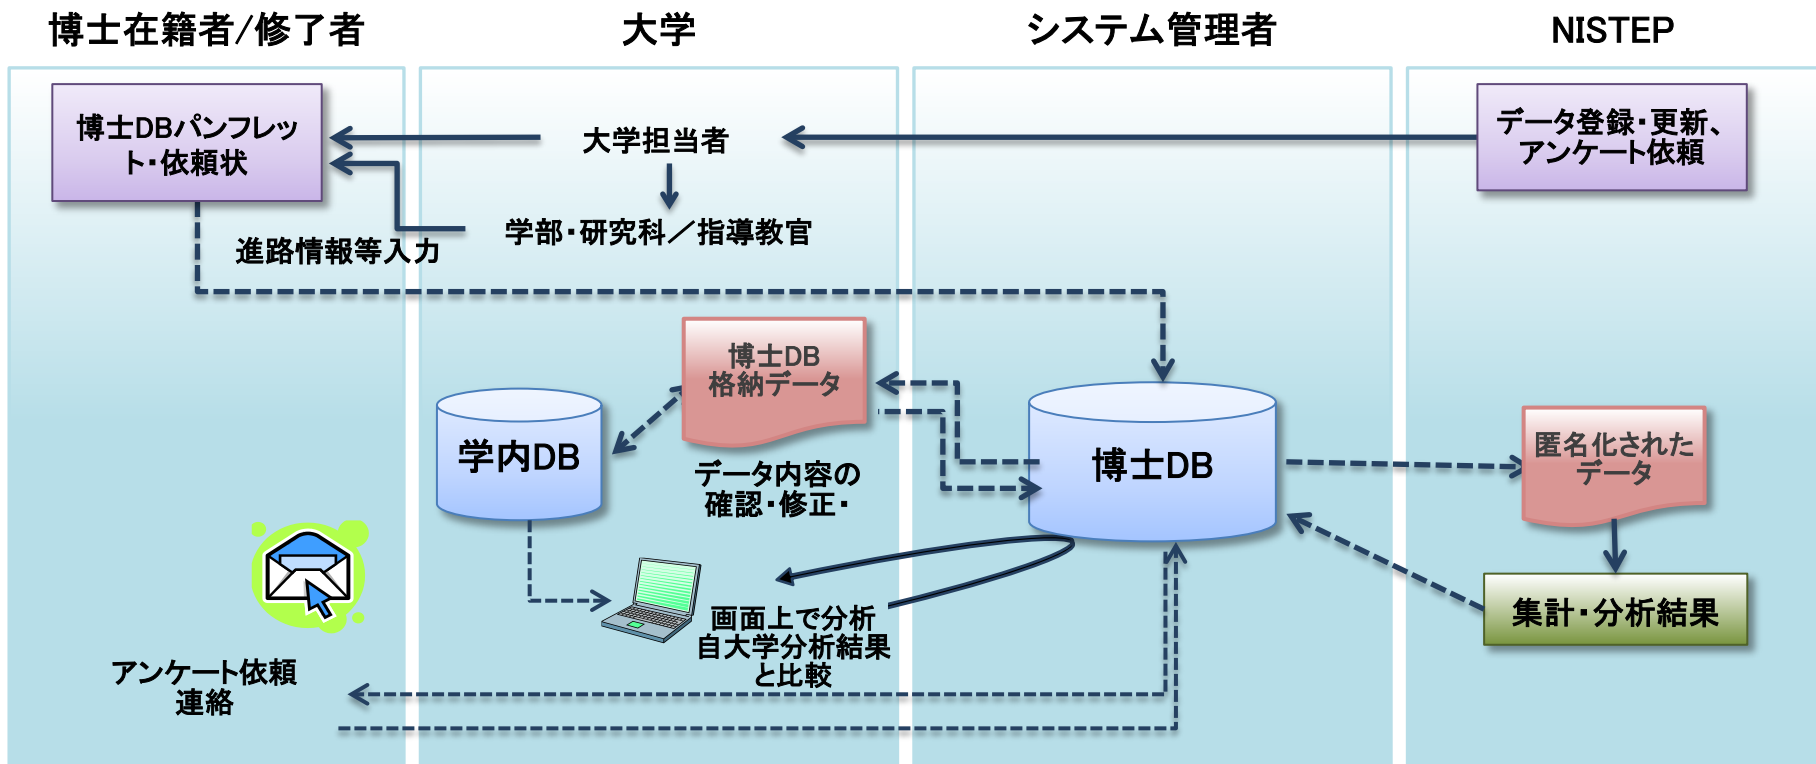 博士在籍者/修了者
大学
システム管理者
NISTEP
博士DBパンフレッ
ト・依頼状
大学担当者
データ登録・更新、
アンケート依頼
学部・研究科／指導教官
進路情報等入力
博士DB
格納データ
学内DB
データ内容の
確認・修正・
博士DB
匿名化された
データ
集計・分析結果
画面上で分析
自大学分析結果
と比較
アンケート依頼
連絡